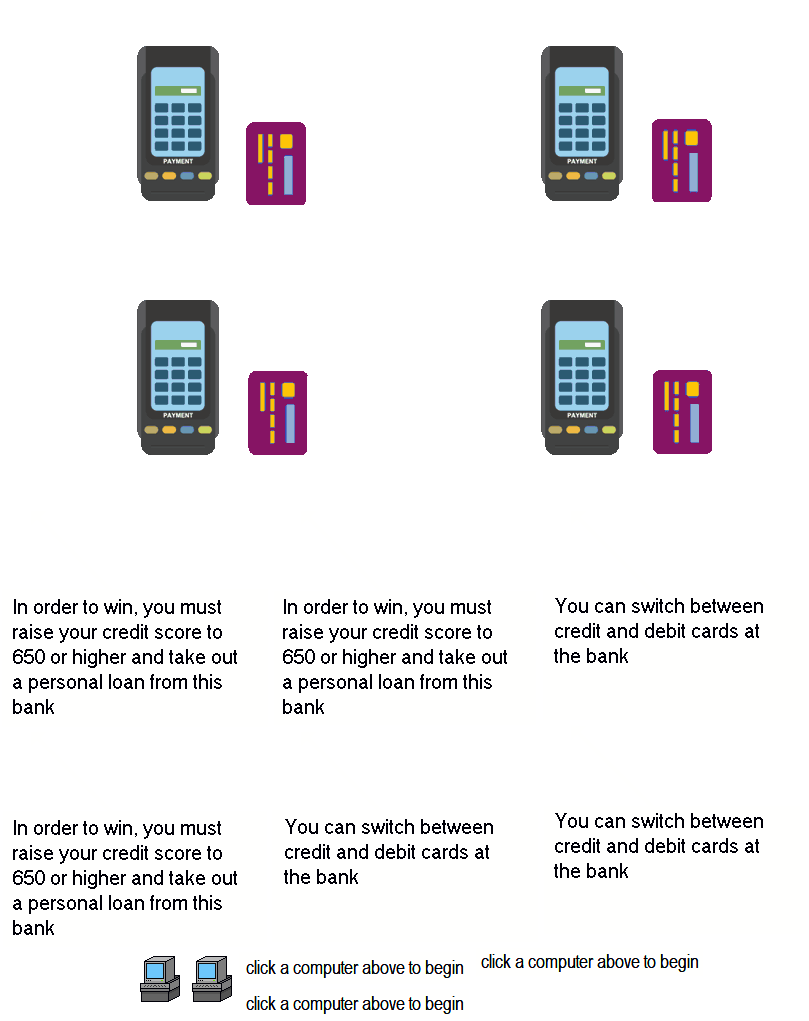 PAYMENT
PAYMENT
PAYMENT
PAYMENT
In order to win, you must
raise your credit score to
650 or higher and take out
a personal loan from this
bank
In order to win, you must
raise your credit score to
650 or higher and take out
a personal loan from this
bank
You can switch between
credit and debit cards at
the bank
In order to win, you must
raise your credit score to
650 or higher and take out
a personal loan from this
bank
You can switch between
credit and debit cards at
the bank
You can switch between
credit and debit cards at
the bank
click a computer above to begin
click a computer above to begin
click a computer above to begin